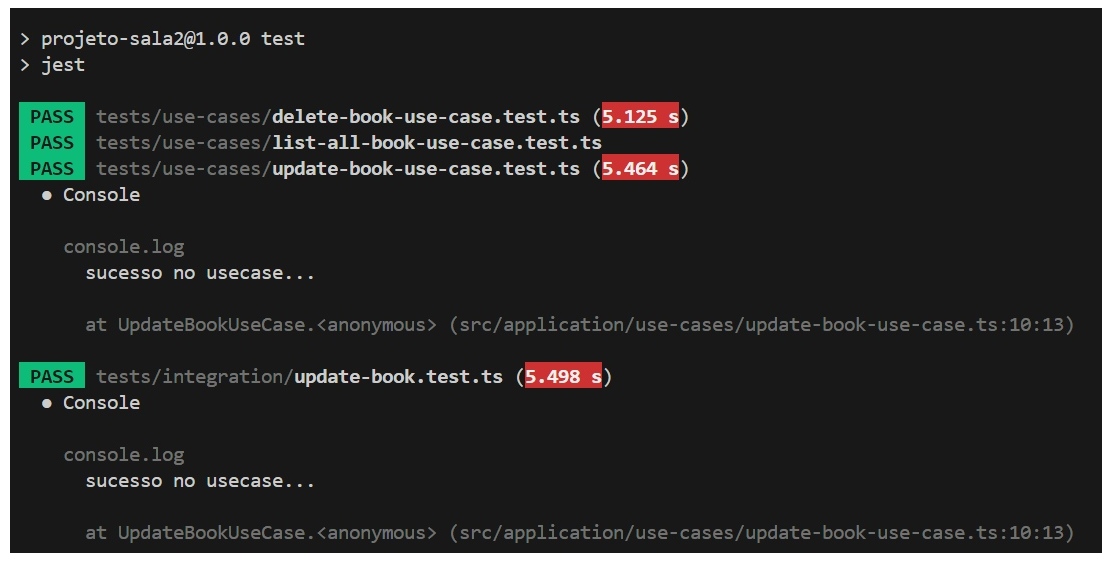 > projeto-sala2@1.0.0 test
> jest
PASS tests/use-cases/delete-book-use-case.test.ts (5.125 s)
PASS tests/use-cases/list-all-book-use-case.test.ts
PASS tests/use-cases/update-book-use-case.test.ts (5.464 s)
● Console
console.log
sucesso no usecase...
at UpdateBookUseCase.<anonymous> (src/application/use-cases/update-book-use-case.ts:10:13)
PASS tests/integration/update-book.test.ts (5.498 s)
● Console
console.log
sucesso no usecase...
at UpdateBookUseCase.<anonymous> (src/application/use-cases/update-book-use-case.ts:10:13)